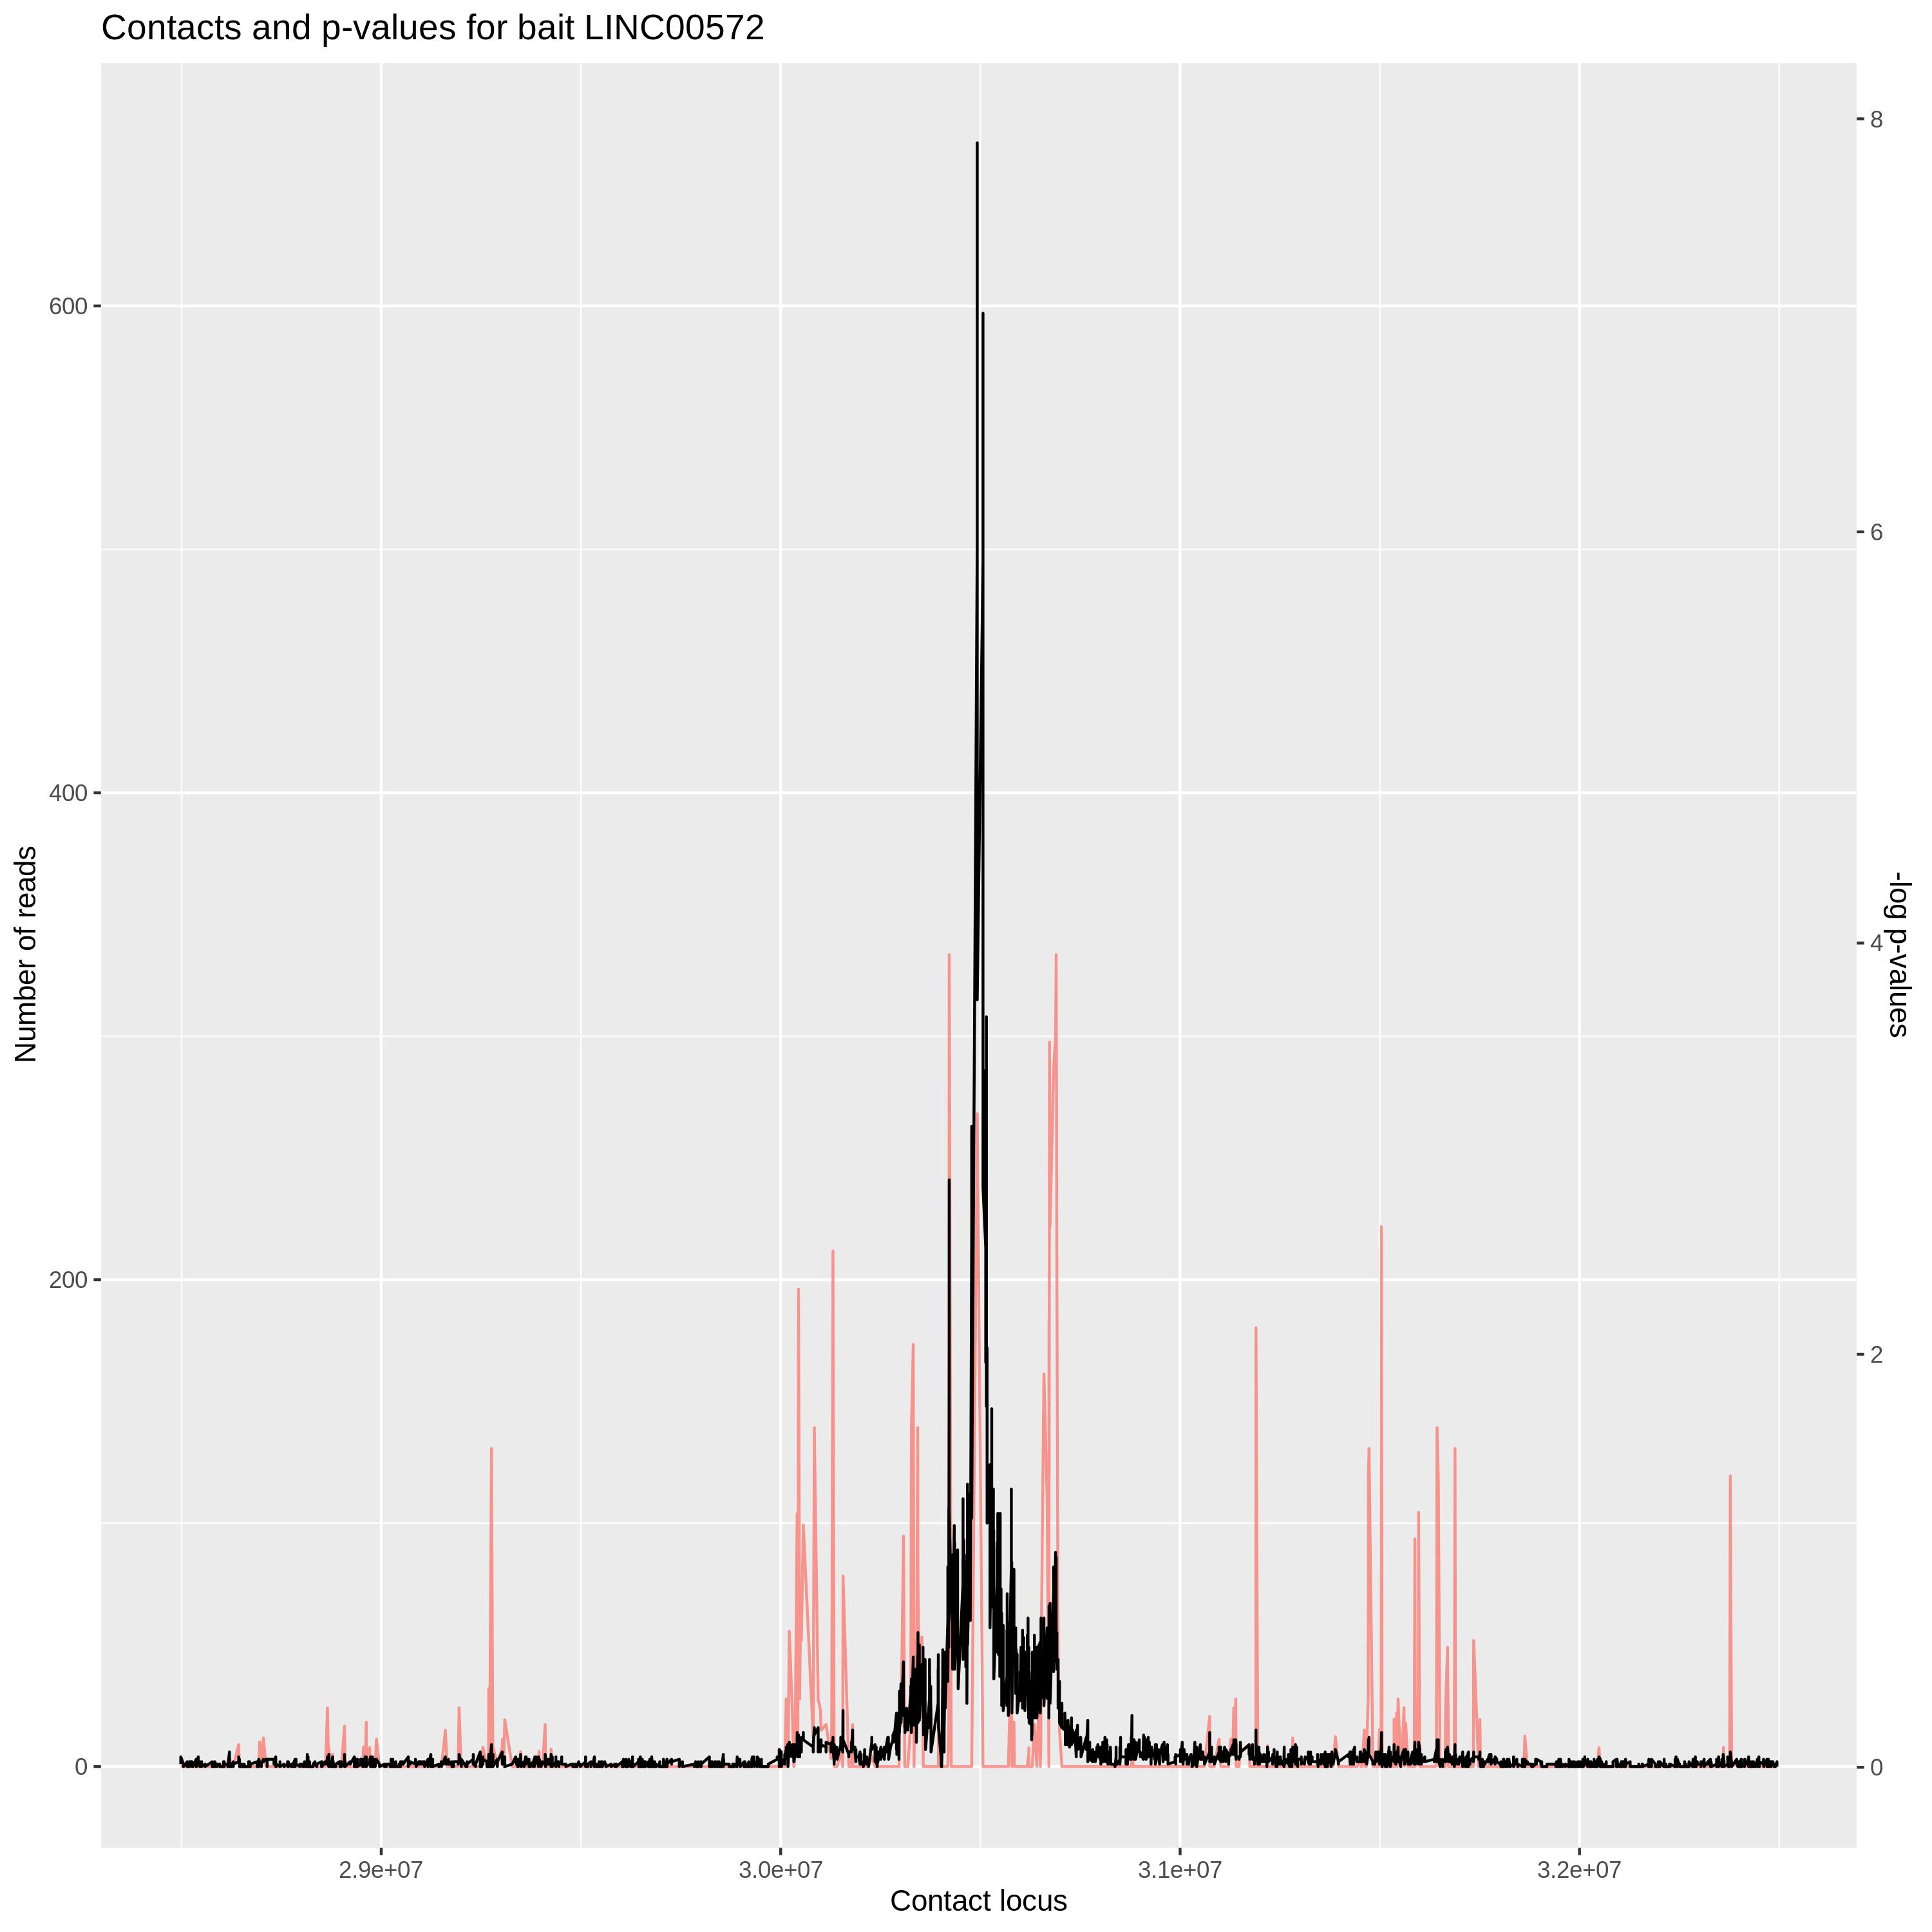 Contacts and p-values for bait LINC00572
Number of reads
600
400
200
0
8
6
4
2
0
-log p-values
2.9e+07
3.0e+07
3.1e+07
3.2e+07
Contact locus